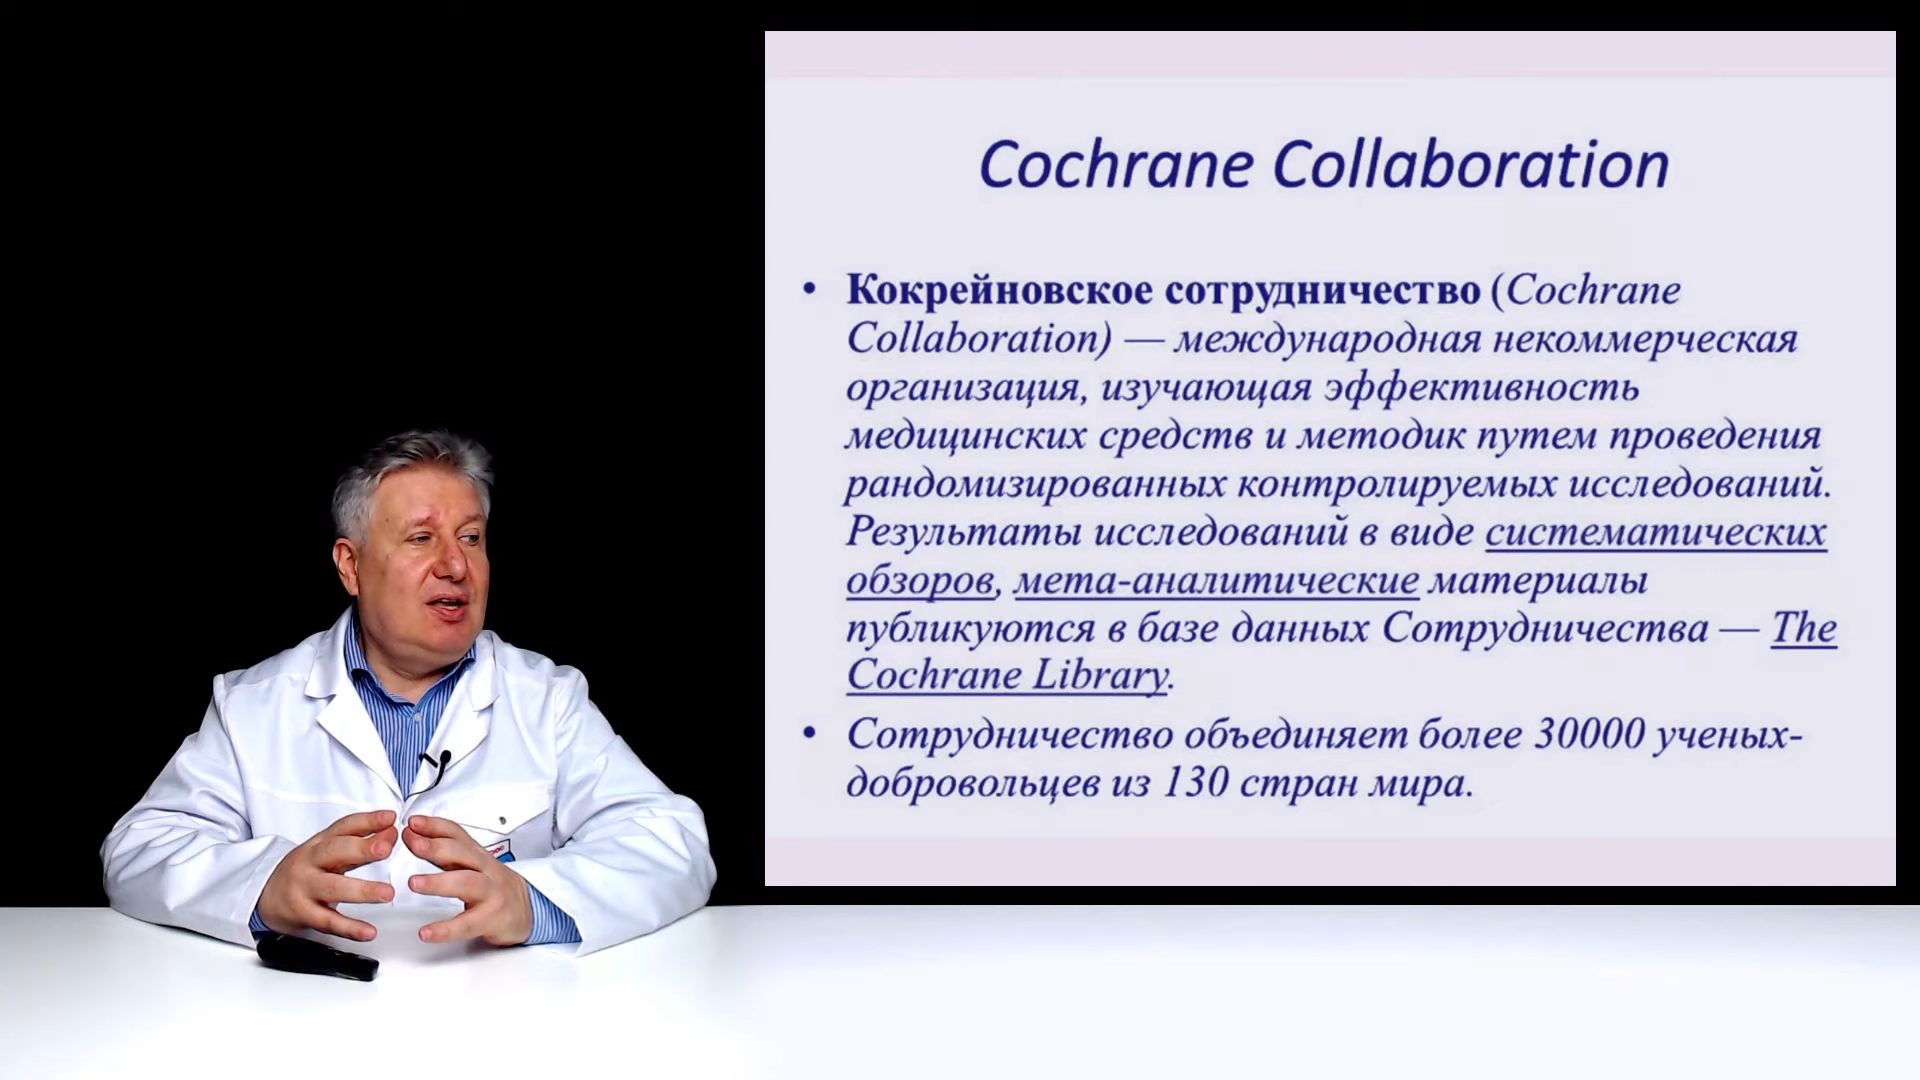 Cochrane Collaboration
• Кокрейновское сотрудничество (Cochrane
Collaboration) — международная некоммерческая
организация, изучающая эффективность
медицинских средств и методик путем проведения
рандомизированных контролируемых исследований.
Результаты исследований в виде систематических
обзоров, мета-аналитические материалы
публикуются в базе данных Сотрудничества — The
Cochrane Library.
• Сотрудничество объединяет более 30000 ученых-
добровольцев из 130 стран мира.